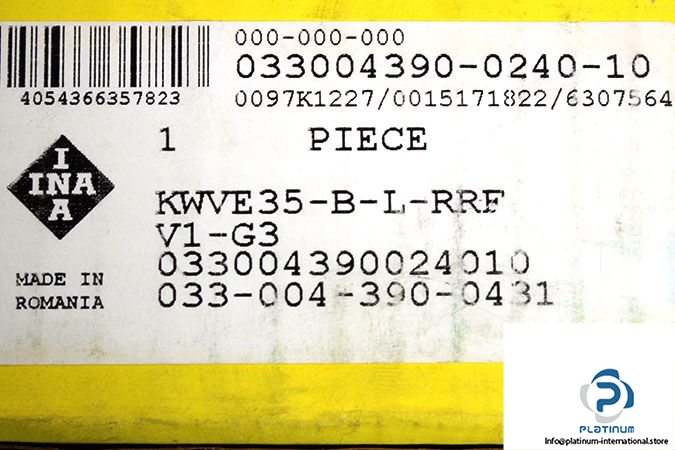 000-000-000
033004390-0240-10
4054366357823
0097K1227/0015171822/6307564
1 PIECE
INA
INA
KWVE35-B-L-RRF
V1-G3
033004390024010
MADE IN
ROMANIA
033-004-390-0431
PLATINUM
Info@platinum-international.store